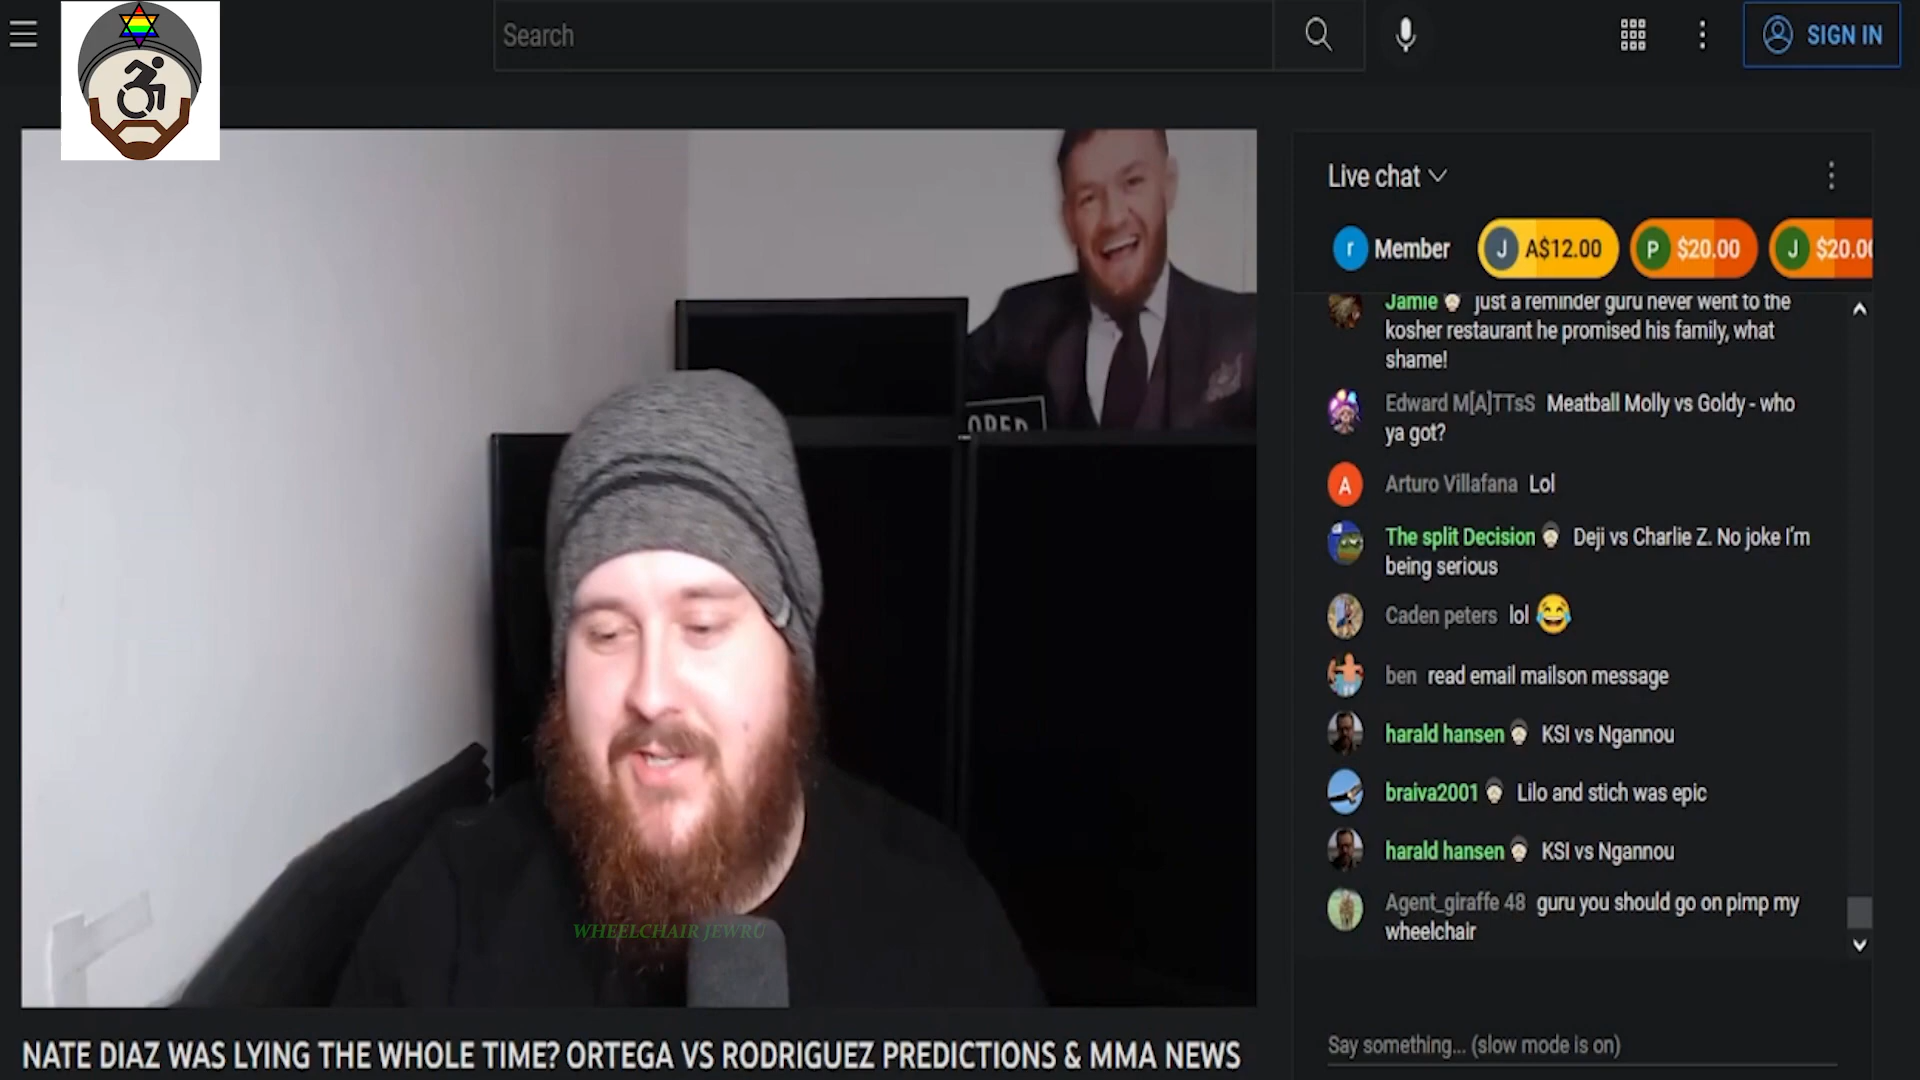 Search
SIGN IN
Live chat
r Member
J A$12.00
P $20.00
J $20.00
Jamie just a reminder guru never went to the
kosher restaurant he promised his family, what
shame!
Edward M[A]TTsS Meatball Molly vs Goldy - who
ya got?
A Arturo Villafana Lol
The split Decision Deji vs Charlie Z. No joke I'm
being serious
Caden peters lol 😂
ben read email mailson message
harald hansen KSI vs Ngannou
braiva2001 Lilo and stich was epic
harald hansen KSI vs Ngannou
Agent_giraffe 48 guru you should go on pimp my
wheelchair
Say something... (slow mode is on)
WHEELCHAIR JEWRU
NATE DIAZ WAS LYING THE WHOLE TIME? ORTEGA VS RODRIGUEZ PREDICTIONS & MMA NEWS